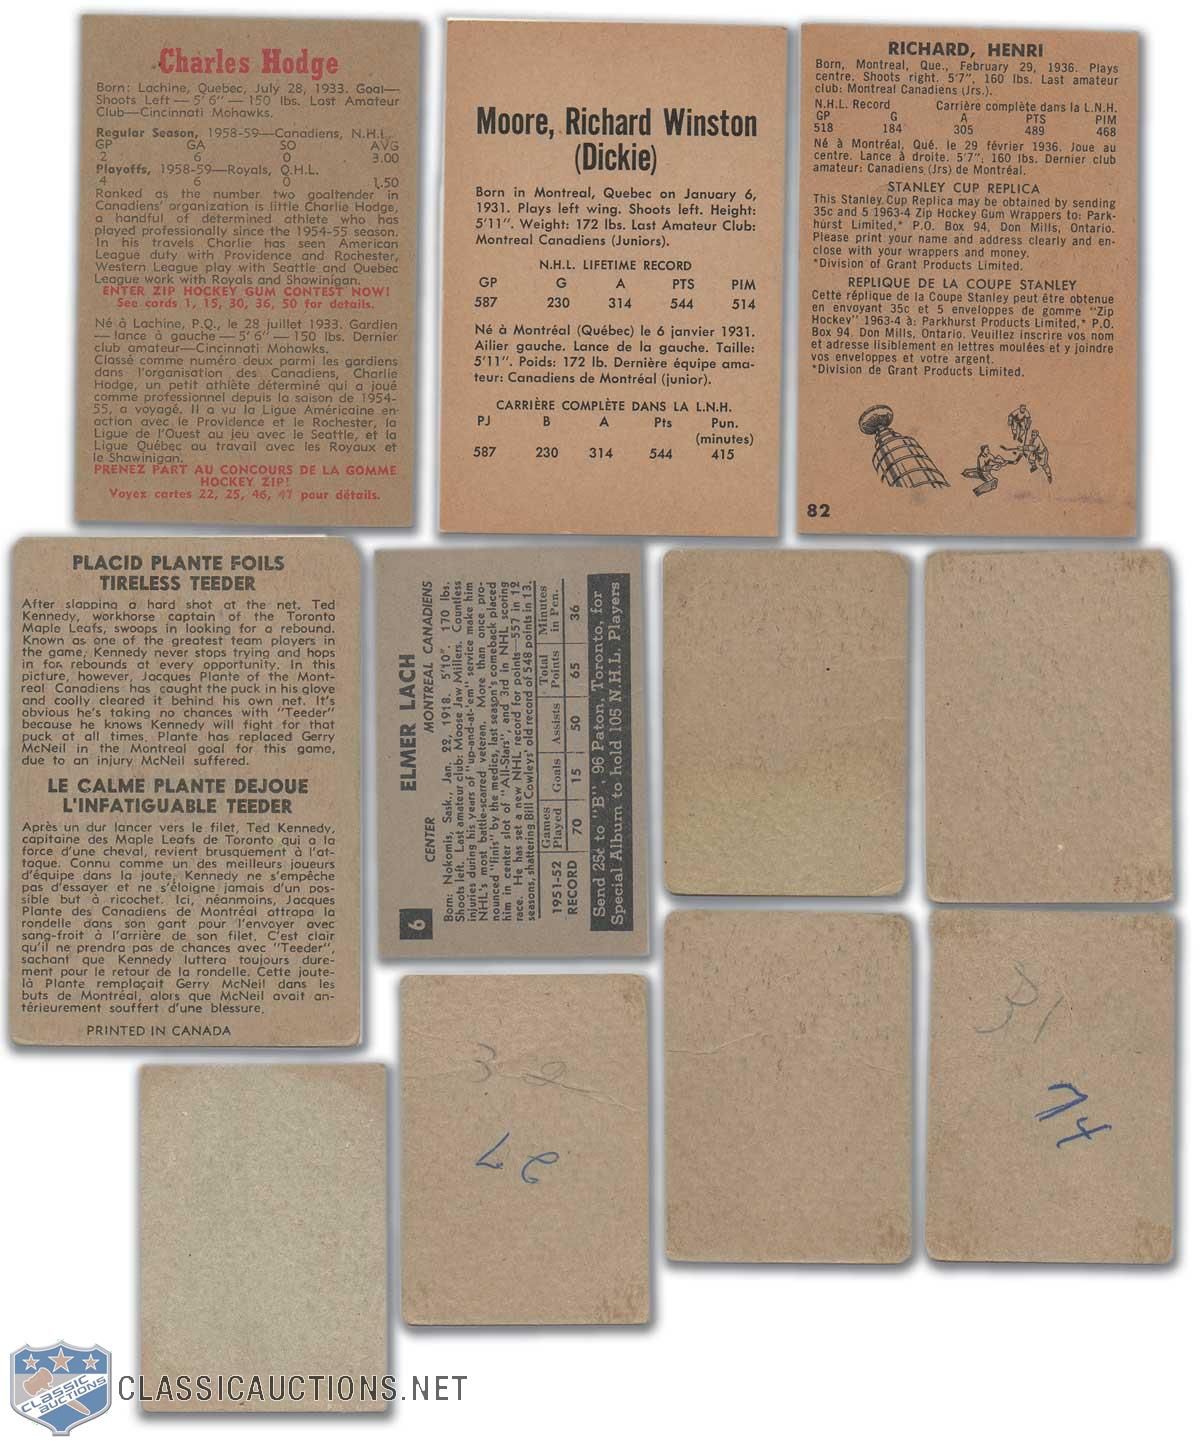 Charles Hodge
Born: Lachine, Quebec, July 28, 1933. Goal—
Shoots Left — 5' 6" — 150 lbs. Last Amateur
Club—Cincinnati Mohawks.
Regular Season, 1958-59—Canadiens, N.H.L.
GP GA SO AVG
2 6 0 3.00
Playoffs, 1958-59—Royals, Q.H.L.
4 6 0 1.50
Ranked as the number two goaltender in
Canadiens' organization is little Charlie Hodge,
a handful of determined athlete who has
played professionally since the 1954-55 season.
In his travels Charlie has seen American
League duty with Providence and Rochester,
Western League play with Seattle and Quebec
League work with Royals and Shawinigan.
ENTER ZIP HOCKEY GUM CONTEST NOW!
See cards 1, 15, 30, 36, 50 for details.
Né à Lachine, P.Q., le 28 juillet 1933. Gardien
— lance à gauche — 5' 6" — 150 lbs. Dernier
club amateur—Cincinnati Mohawks.
Classé comme numéro deux parmi les gardiens
dans l'organisation des Canadiens, Charlie
Hodge, un petit athlète déterminé qui a joué
comme professionnel depuis la saison de 1954-
55, a voyagé. Il a vu la Ligue Américaine en
action avec le Providence et le Rochester, la
Ligue de l'Ouest au jeu avec le Seattle, et la
Ligue Québec au travail avec les Royaux et
le Shawinigan.
PRENEZ PART AU CONCOURS DE LA GOMME
HOCKEY ZIP!
Voyez cartes 22, 25, 46, 47 pour détails.
Moore, Richard Winston
(Dickie)
Born in Montreal, Quebec on January 6,
1931. Plays left wing. Shoots left. Height:
5'11". Weight: 172 lbs. Last Amateur Club:
Montreal Canadiens (Juniors).
N.H.L. LIFETIME RECORD
GP G A PTS PIM
587 230 314 544 514
Né à Montréal (Québec) le 6 janvier 1931.
Ailier gauche. Lance de la gauche. Taille:
5'11". Poids: 172 lb. Dernière équipe ama-
teur: Canadiens de Montréal (junior).
CARRIÈRE COMPLÈTE DANS LA L.N.H.
PJ B A Pts Pun.
(minutes)
587 230 314 544 415
RICHARD, HENRI
Born, Montreal, Que., February 29, 1936. Plays
centre. Shoots right. 5'7", 160 lbs. Last amateur
club: Montreal Canadiens (Jrs.).
N.H.L. Record Carrière complète dans la L.N.H.
GP G A PTS PIM
518 184 305 489 468
Né à Montréal, Qué. le 29 février 1936. Joue au
centre. Lance à droite. 5'7", 160 lbs. Dernier club
amateur: Canadiens (Jrs) de Montréal.
STANLEY CUP REPLICA
This Stanley Cup Replica may be obtained by sending
35c and 5 1963-4 Zip Hockey Gum Wrappers to: Park-
hurst Limited,* P.O. Box 94, Don Mills, Ontario.
Please print your name and address clearly and en-
close with your wrappers and money.
*Division of Grant Products Limited.
REPLIQUE DE LA COUPE STANLEY
Cette réplique de la Coupe Stanley peut être obtenue
en envoyant 35c et 5 enveloppes de gomme "Zip
Hockey" 1963-4 à: Parkhurst Products Limited,* P.O.
Box 94. Don Mills, Ontario. Veuillez inscrire vos nom
et adresse lisiblement en lettres moulées et y joindre
vos enveloppes et votre argent.
*Division de Grant Products Limited.
82
PLACID PLANTE FOILS
TIRELESS TEEDER
After slapping a hard shot at the net, Ted
Kennedy, workhorse captain of the Toronto
Maple Leafs, swoops in looking for a rebound.
Known as one of the greatest team players in
the game, Kennedy never stops trying and hops
in for rebounds at every opportunity. In this
picture, however, Jacques Plante of the Mont-
real Canadiens has caught the puck in his glove
and coolly cleared it behind his own net. It's
obvious he's taking no chances with "Teeder"
because he knows Kennedy will fight for that
puck at all times. Plante has replaced Gerry
McNeil in the Montreal goal for this game,
due to an injury McNeil suffered.
LE CALME PLANTE DEJOUE
L'INFATIGUABLE TEEDER
Après un dur lancer vers le filet, Ted Kennedy,
capitaine des Maple Leafs de Toronto qui a la
force d'une cheval, revient brusquement à l'at-
taque. Connu comme un des meilleurs joueurs
d'équipe dans la joute, Kennedy ne s'empêche
pas d'essayer et ne s'éloigne jamais d'un pos-
sible but à ricochet. Ici, néanmoins, Jacques
Plante des Canadiens de Montréal attrapa la
rondelle dans son gant pour l'envoyer avec
sang-froid à l'arrière de son filet. C'est clair
qu'il ne prendra pas de chances avec "Teeder",
sachant que Kennedy luttera toujours dure-
ment pour le retour de la rondelle. Cette joute-
là Plante remplaçait Gerry McNeil dans les
buts de Montréal, alors que McNeil avait an-
térieurement souffert d'une blessure.
PRINTED IN CANADA
6
ELMER LACH
CENTER MONTREAL CANADIENS
Born: Nokomis, Sask., Jan. 22, 1918. 5'10". 170 lbs.
Shoots left. Last amateur club: Moose Jaw Millers. Countless
injuries during his years of "up-and-at-'em" service make him
NHL's most battle-scarred veteran. More than once pro-
nounced "finis" by the medics, last season's comeback placed
him in center slot of "All-Stars", and 3rd in NHL scoring
race. He has set a new NHL record for points—557 in 12
seasons, shattering Bill Cowleys' old record of 548 points in 13.
1951-52 Games Played Goals Assists Total Points Minutes in Pen.
RECORD 70 15 50 65 36
Send 25c to "B", 96 Paton, Toronto, for
Special Album to hold 105 N.H.L. Players
31
74
CLASSIC
AUCTIONS
CLASSICAUCTIONS.NET